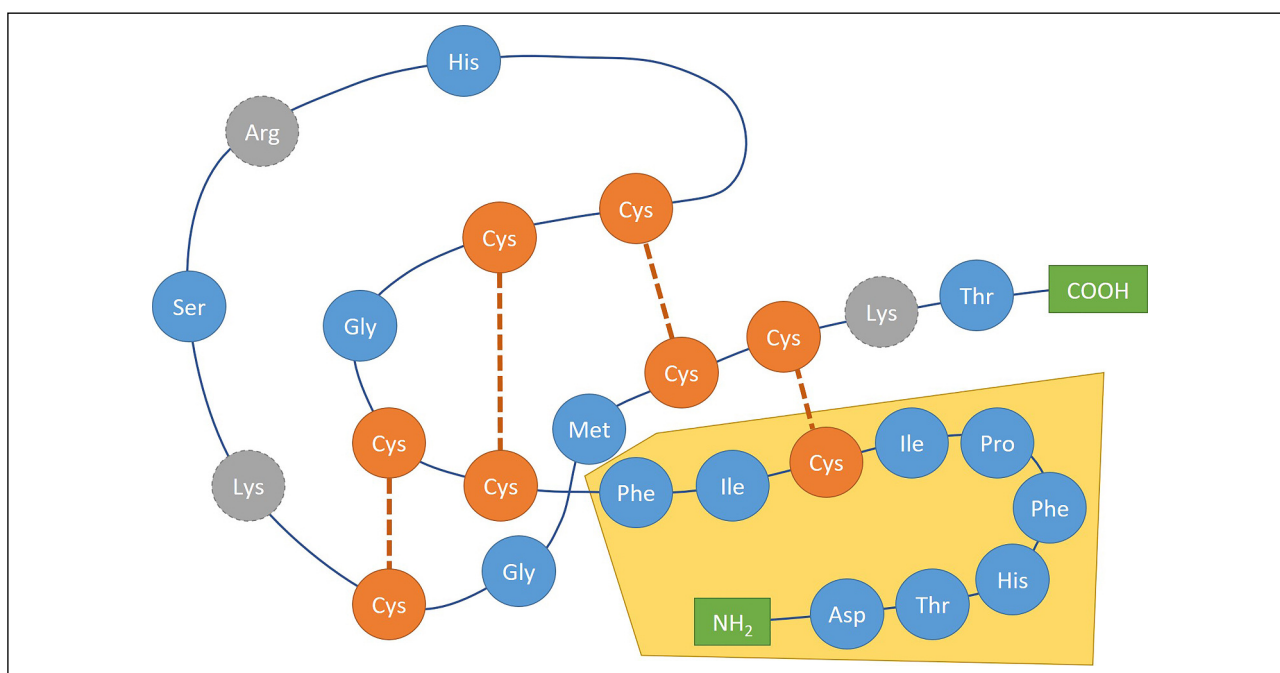 His
Arg
Cys
Cys
Thr
COOH
Ser
Gly
Lys
Cys
Cys
Met
Cys
Cys
Ile
Pro
Lys
Cys
Phe
Ile
Phe
Gly
His
Cys
NH2
Asp
Thr